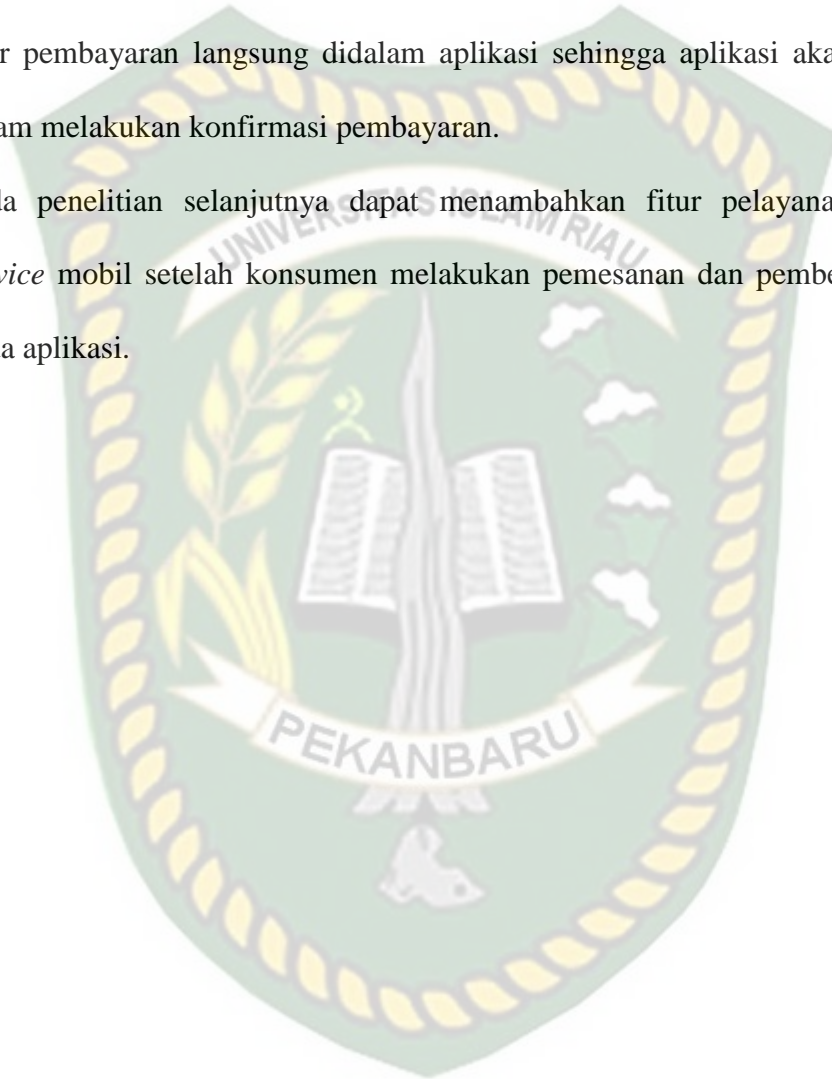 r pembayaran langsung didalam aplikasi sehingga aplikasi aka
am melakukan konfirmasi pembayaran.
la penelitian selanjutnya dapat menambahkan fitur pelayana
UNIVERSITAS ISLAM RIAU
vice mobil setelah konsumen melakukan pemesanan dan pembe
la aplikasi.
PEKANBARU